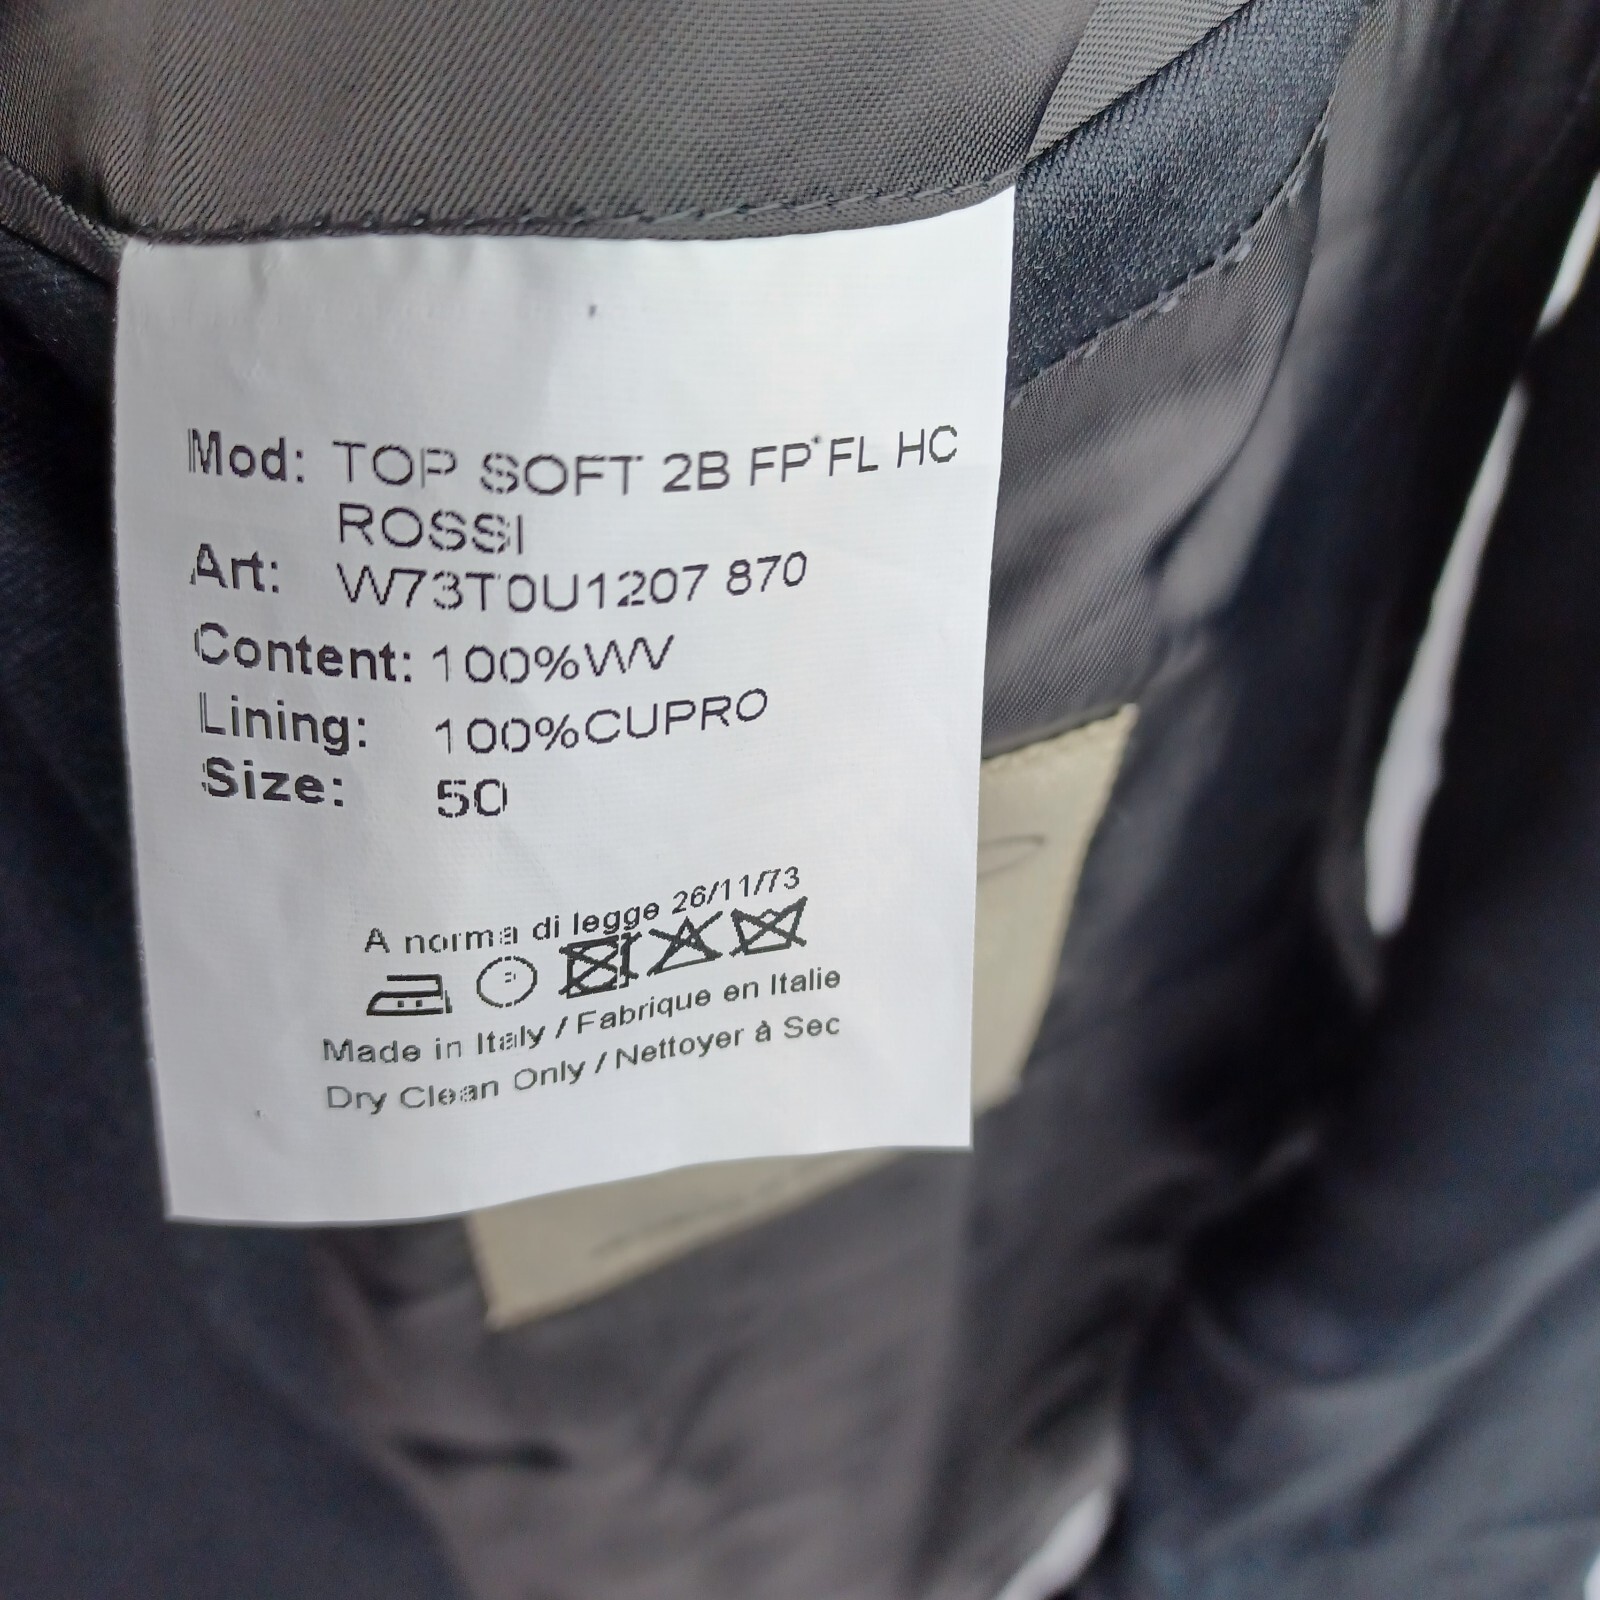 Mod: TOP SOFT 2B FP FL HC
ROSSI
Art: W73T0U1207 870
Content: 100%WV
Lining: 100%CUPRO
Size: 50
A norma di legge 26/11/73
Made in Italy / Fabrique en Italie
Dry Clean Only / Nettoyer à Sec